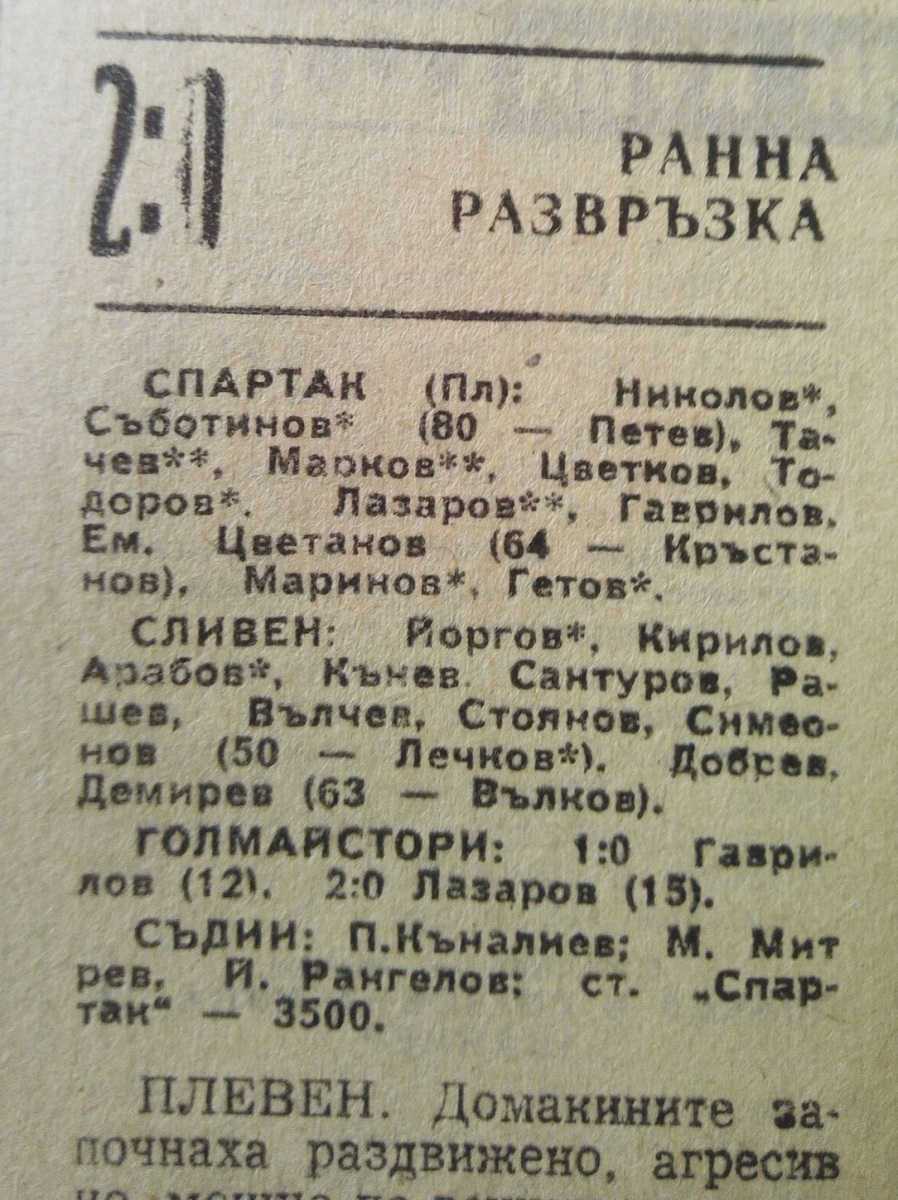 2:0
РАННА
РАЗВРЪЗКА
СПАРТАК (Пл): Николов*,
Съботинов* (80 — Петев), Та-
чев**, Марков**, Цветков, То-
доров*. Лазаров**, Гаврилов,
Ем. Цветанов (64 — Кръста-
нов), Маринов*, Гетов*.
СЛИВЕН: Йоргов*, Кирилов,
Арабов*, Кънев. Сантуров, Ра-
шев, Вълчев, Стоянов, Симео-
нов (50 — Лечков*). Добрев,
Демирев (63 — Вълков).
ГОЛМАЙСТОРИ: 1:0 Гаври-
лов (12). 2:0 Лазаров (15).
СЪДИИ: П.Къналиев; М. Мит
рев, Й. Рангелов; ст. „Спар-
так“ — 3500.
ПЛЕВЕН. Домакините за-
почнаха раздвижено, агресив